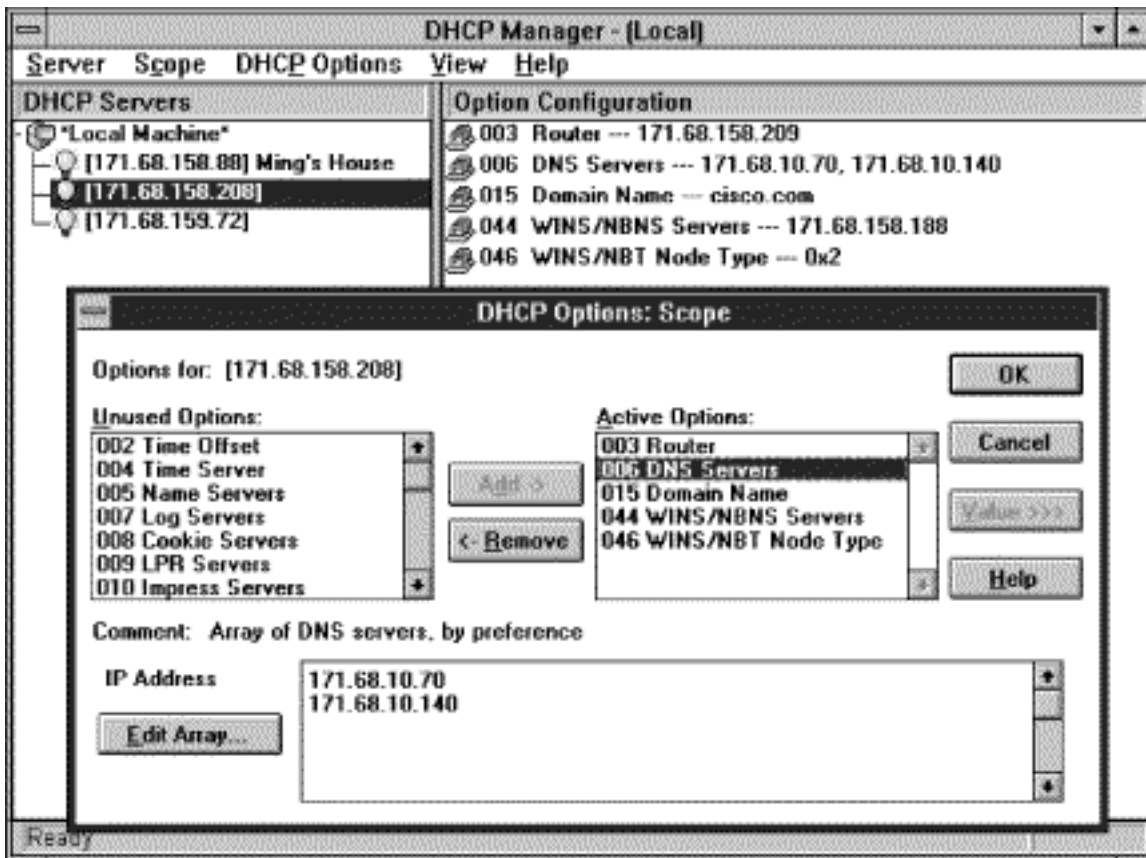 DHCP Manager - (Local)
Server Scope DHCP Options View Help
DHCP Servers
*Local Machine*
[171.68.158.88] Ming's House
[171.68.158.208]
[171.68.159.72]
Option Configuration
003 Router --- 171.68.158.209
006 DNS Servers --- 171.68.10.70, 171.68.10.140
015 Domain Name --- cisco.com
044 WINS/NBNS Servers --- 171.68.158.188
046 WINS/NBT Node Type --- 0x2
DHCP Options: Scope
Options for: [171.68.158.208]
Unused Options:
002 Time Offset
004 Time Server
005 Name Servers
007 Log Servers
008 Cookie Servers
009 LPR Servers
010 Impress Servers
Add ->
<- Remove
Active Options:
003 Router
006 DNS Servers
015 Domain Name
044 WINS/NBNS Servers
046 WINS/NBT Node Type
OK
Cancel
Value >>>
Help
Comment: Array of DNS servers, by preference
IP Address
Edit Array...
171.68.10.70
171.68.10.140
Ready